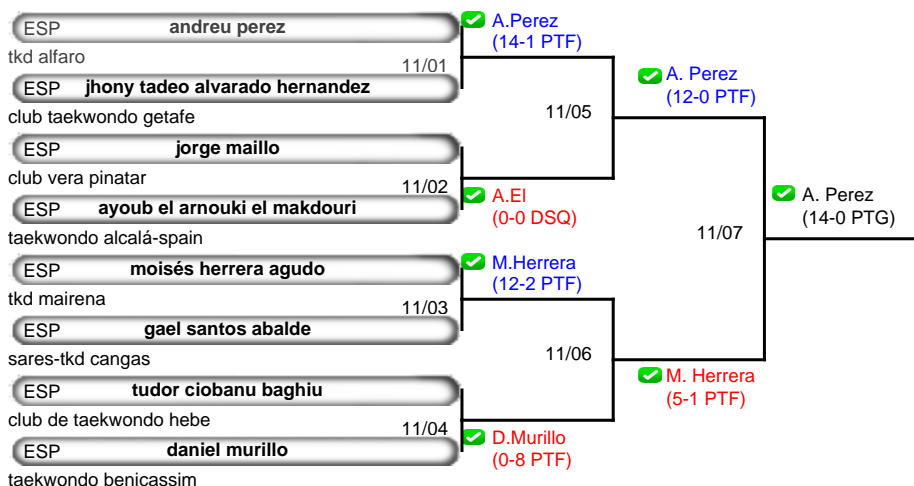 ESP andreu perez
tkd alfaro
11/01
ESP jhony tadeo alvarado hernandez
club taekwondo getafe
ESP jorge maillo
club vera pinatar
11/02
ESP ayoub el arnouki el makdouri
taekwondo alcalá-spain
ESP moisés herrera agudo
tkd mairena
11/03
ESP gael santos abalde
sares-tkd cangas
ESP tudor ciobanu baghiu
club de taekwondo hebe
11/04
ESP daniel murillo
taekwondo benicassim
A.Perez
(14-1 PTF)
A.El
(0-0 DSQ)
M.Herrera
(12-2 PTF)
D.Murillo
(0-8 PTF)
11/05
11/06
A. Perez
(12-0 PTF)
M. Herrera
(5-1 PTF)
11/07
A. Perez
(14-0 PTG)